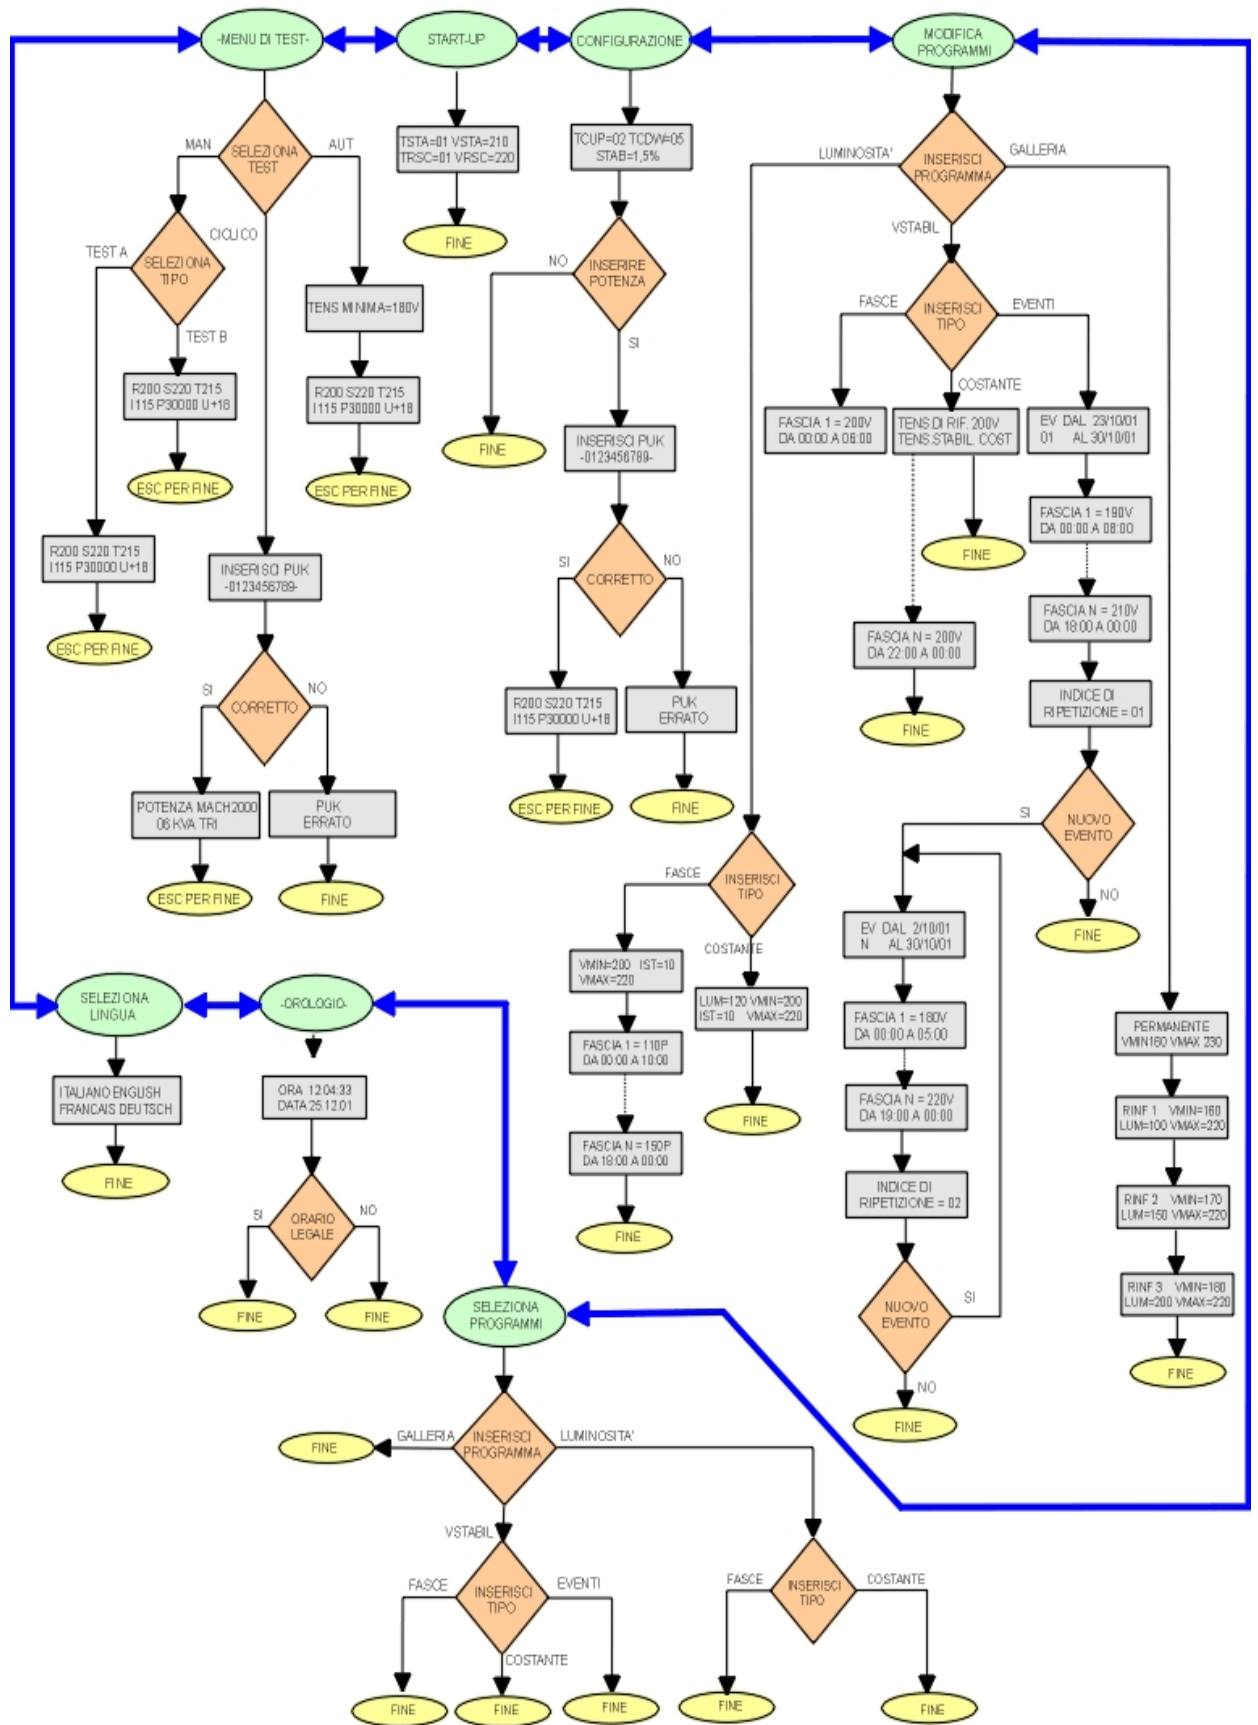 -MENU DI TEST-
START-UP
CONFIGURAZIONE
MODIFICA
PROGRAMMI
SELEZIONA
TEST
MAN
AUT
CICLICO
SELEZIONA
TIPO
TEST A
TEST B
R200 S220 T215
I115 P30000 U+18
ESC PER FINE
R200 S220 T215
I115 P30000 U+18
ESC PER FINE
TENS MINIMA=180V
R200 S220 T215
I115 P30000 U+18
ESC PER FINE
INSERISCI PUK
-0123456789-
CORRETTO
SI
NO
POTENZA MACH2000
06 KVA TRI
ESC PER FINE
PUK
ERRATO
FINE
TSTA=01 VSTA=210
TRSC=01 VRSC=220
FINE
TCUP=02 TCDW=05
STAB=1,5%
INSERIRE
POTENZA
NO
SI
FINE
INSERISCI PUK
-0123456789-
CORRETTO
SI
NO
R200 S220 T215
I115 P30000 U+18
ESC PER FINE
PUK
ERRATO
FINE
INSERISCI
PROGRAMMA
LUMINOSITA'
GALLERIA
VSTABIL
INSERISCI
TIPO
FASCE
EVENTI
COSTANTE
FASCIA 1 = 200V
DA 00:00 A 06:00
TENS.DI RIF. 200V
TENS.STABIL. COST
FINE
FASCIA N = 200V
DA 22:00 A 00:00
FINE
EV DAL 23/10/01
01 AL 30/10/01
FASCIA 1 = 190V
DA 00:00 A 08:00
FASCIA N = 210V
DA 18:00 A 00:00
INDICE DI
RIPETIZIONE = 01
NUOVO
EVENTO
SI
NO
FINE
EV DAL 2/10/01
N AL 30/10/01
FASCIA 1 = 180V
DA 00:00 A 05:00
FASCIA N = 220V
DA 19:00 A 00:00
INDICE DI
RIPETIZIONE = 02
NUOVO
EVENTO
SI
NO
FINE
INSERISCI
TIPO
FASCE
COSTANTE
VMIN=200 IST=10
VMAX=220
FASCIA 1 = 110P
DA 00:00 A 10:00
FASCIA N = 150P
DA 18:00 A 00:00
FINE
LUM=120 VMIN=200
IST=10 VMAX=220
FINE
PERMANENTE
VMIN160 VMAX 230
RINF 1 VMIN=160
LUM=100 VMAX=220
RINF 2 VMIN=170
LUM=150 VMAX=220
RINF 3 VMIN=180
LUM=200 VMAX=220
FINE
SELEZIONA
LINGUA
ITALIANO ENGLISH
FRANCAIS DEUTSCH
FINE
-OROLOGIO-
ORA 12:04:33
DATA 25.12.01
ORARIO
LEGALE
SI
NO
FINE
FINE
SELEZIONA
PROGRAMMI
INSERISCI
PROGRAMMA
GALLERIA
LUMINOSITA'
FINE
VSTABIL
INSERISCI
TIPO
FASCE
EVENTI
COSTANTE
FINE
FINE
FINE
INSERISCI
TIPO
FASCE
COSTANTE
FINE
FINE